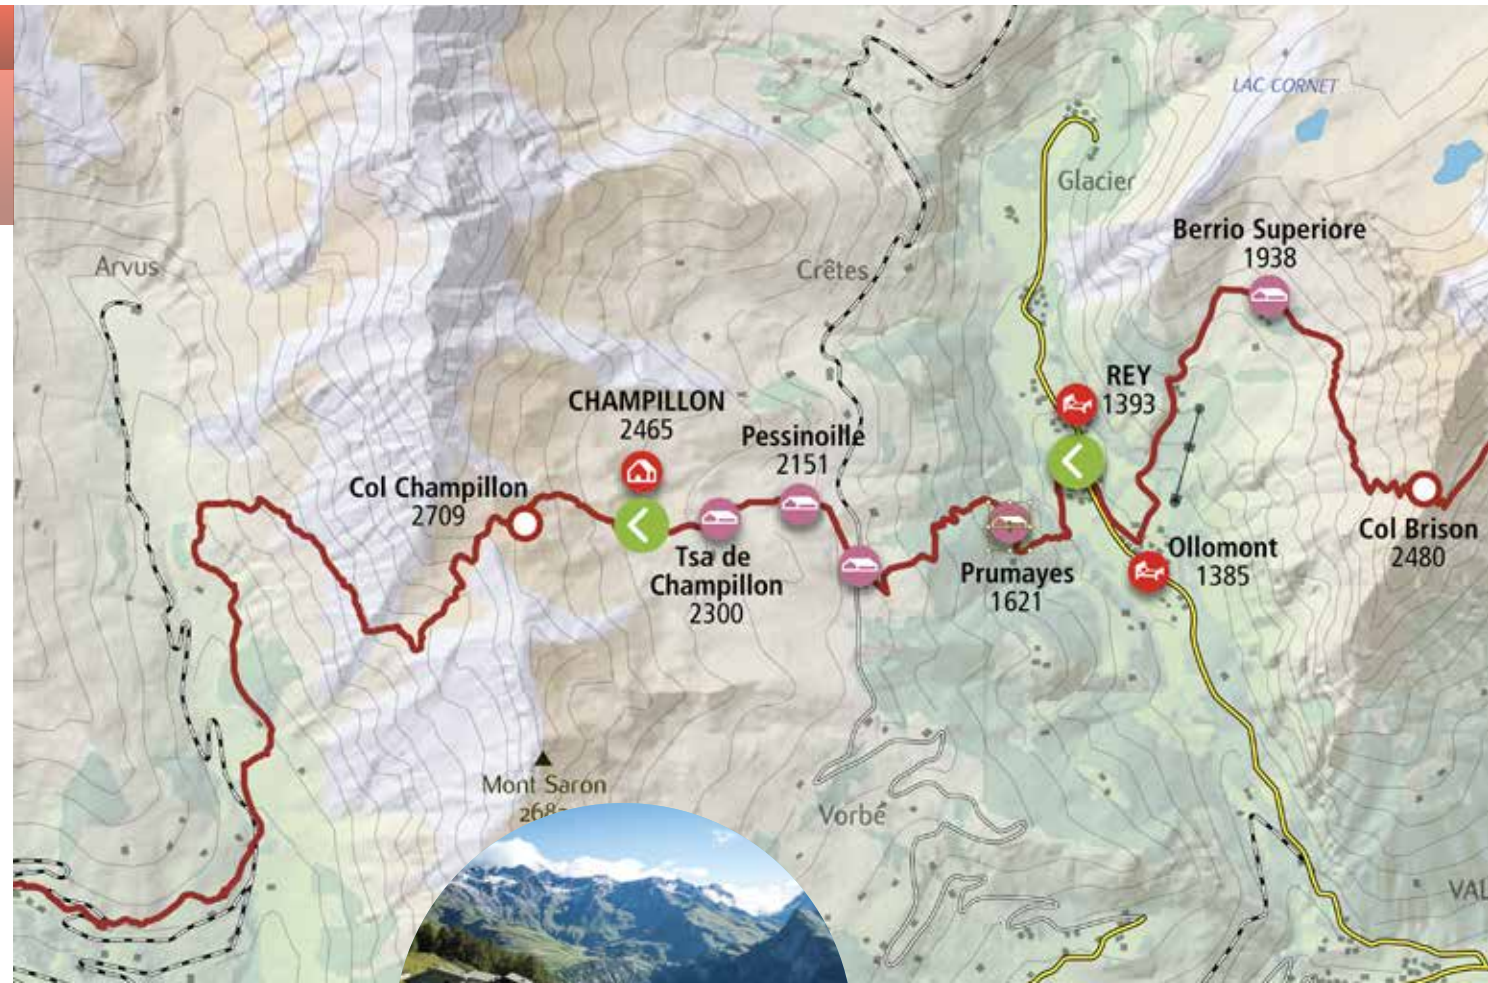 LAC CORNET
Glacier
Berrio Superiore
1938
Arvus
Crêtes
REY
1393
CHAMPILLON
2465
Pessinoille
2151
Col Champillon
2709
Col Brison
2480
Ollomont
1385
Tsa de
Champillon
2300
Prumayes
1621
Mont Saron
Vorbé
VAL